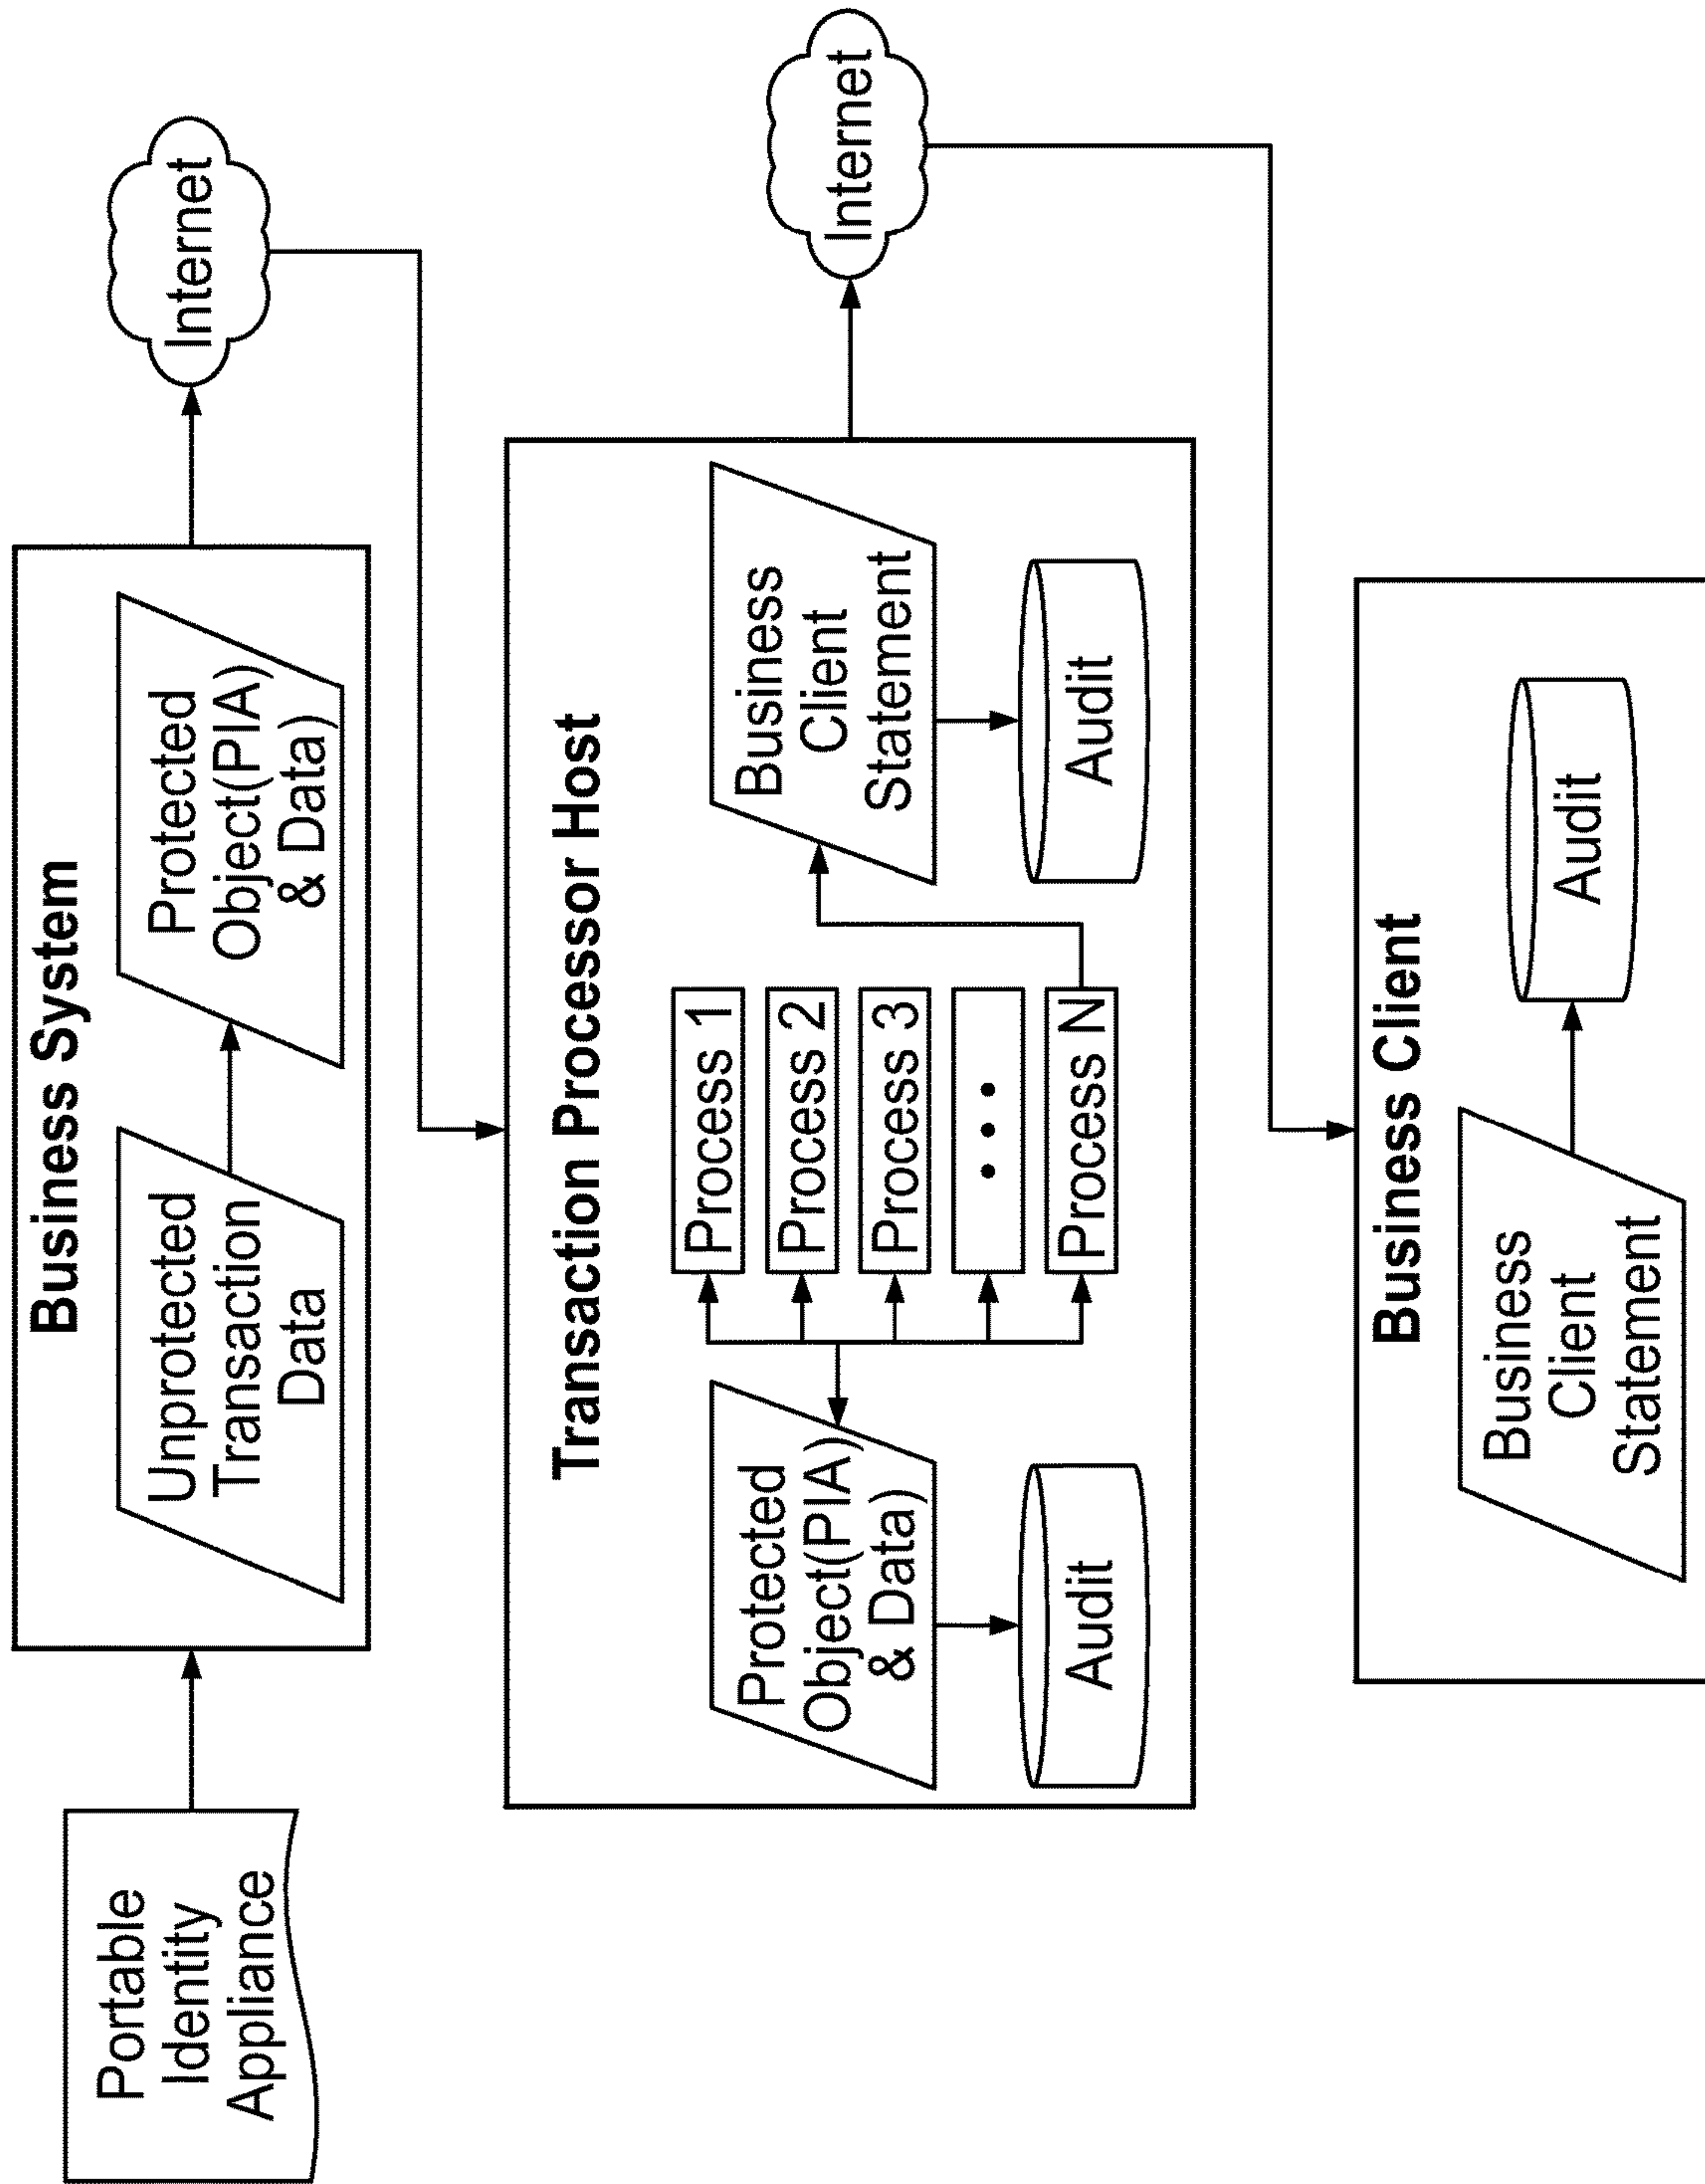 Portable
Identity
Appliance
Business System
Unprotected
Transaction
Data
Protected
Object(PIA)
& Data)
Internet
Transaction Processor Host
Protected
Object(PIA)
& Data)
Audit
Process 1
Process 2
Process 3
• • •
Process N
Business
Client
Statement
Audit
Internet
Business Client
Business
Client
Statement
Audit